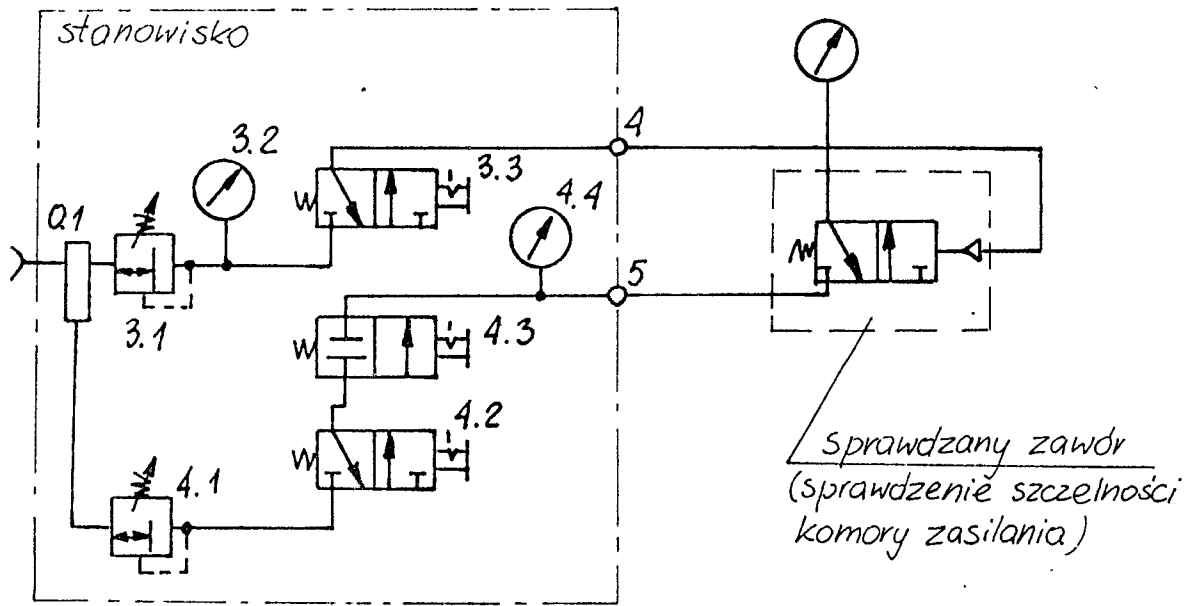 stanowisko
3.2
3.3
4
0.1
4.4
3.1
5
4.3
4.2
4.1
sprawdzany zawór
(sprawdzenie szczelności
komory zasilania)